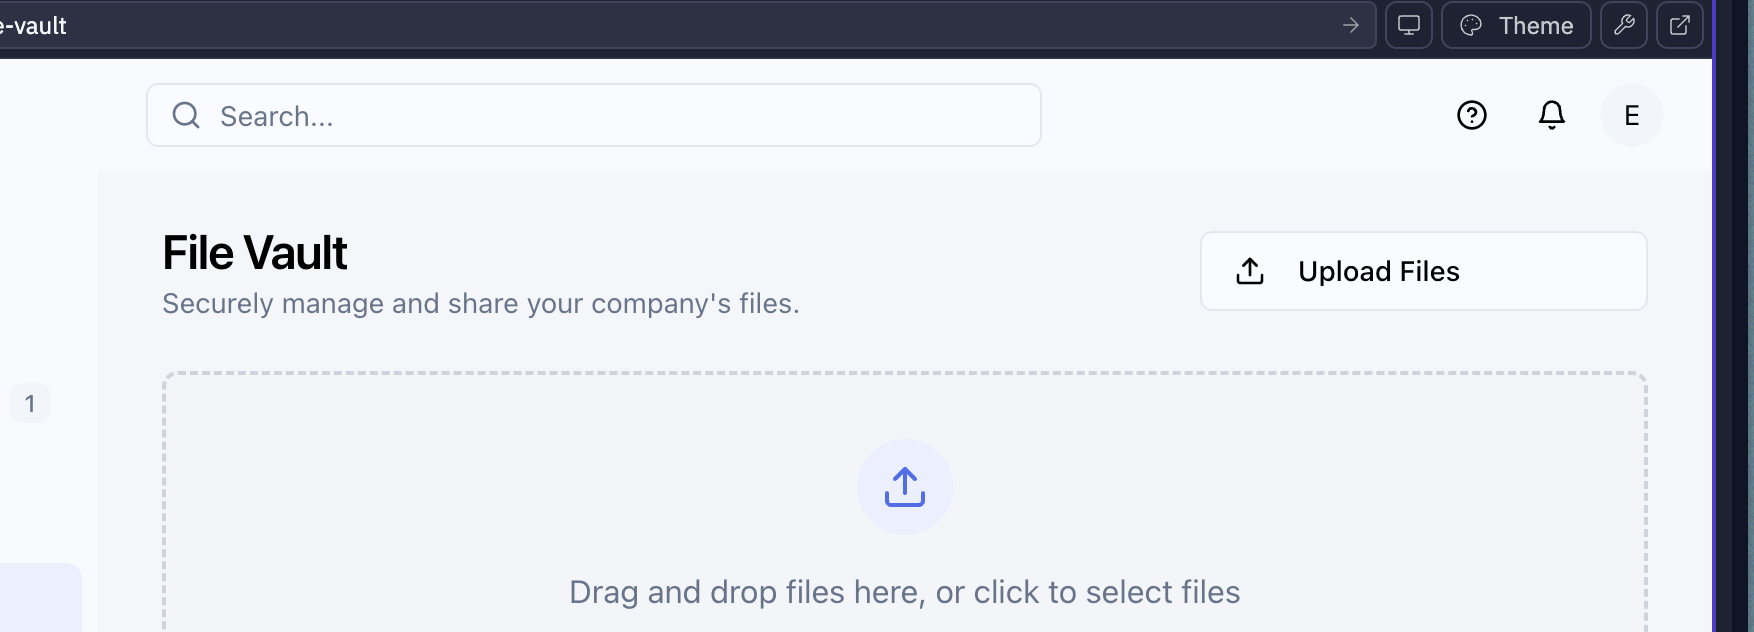 e-vault
Theme
Search...
E
File Vault
Securely manage and share your company's files.
Upload Files
1
Drag and drop files here, or click to select files